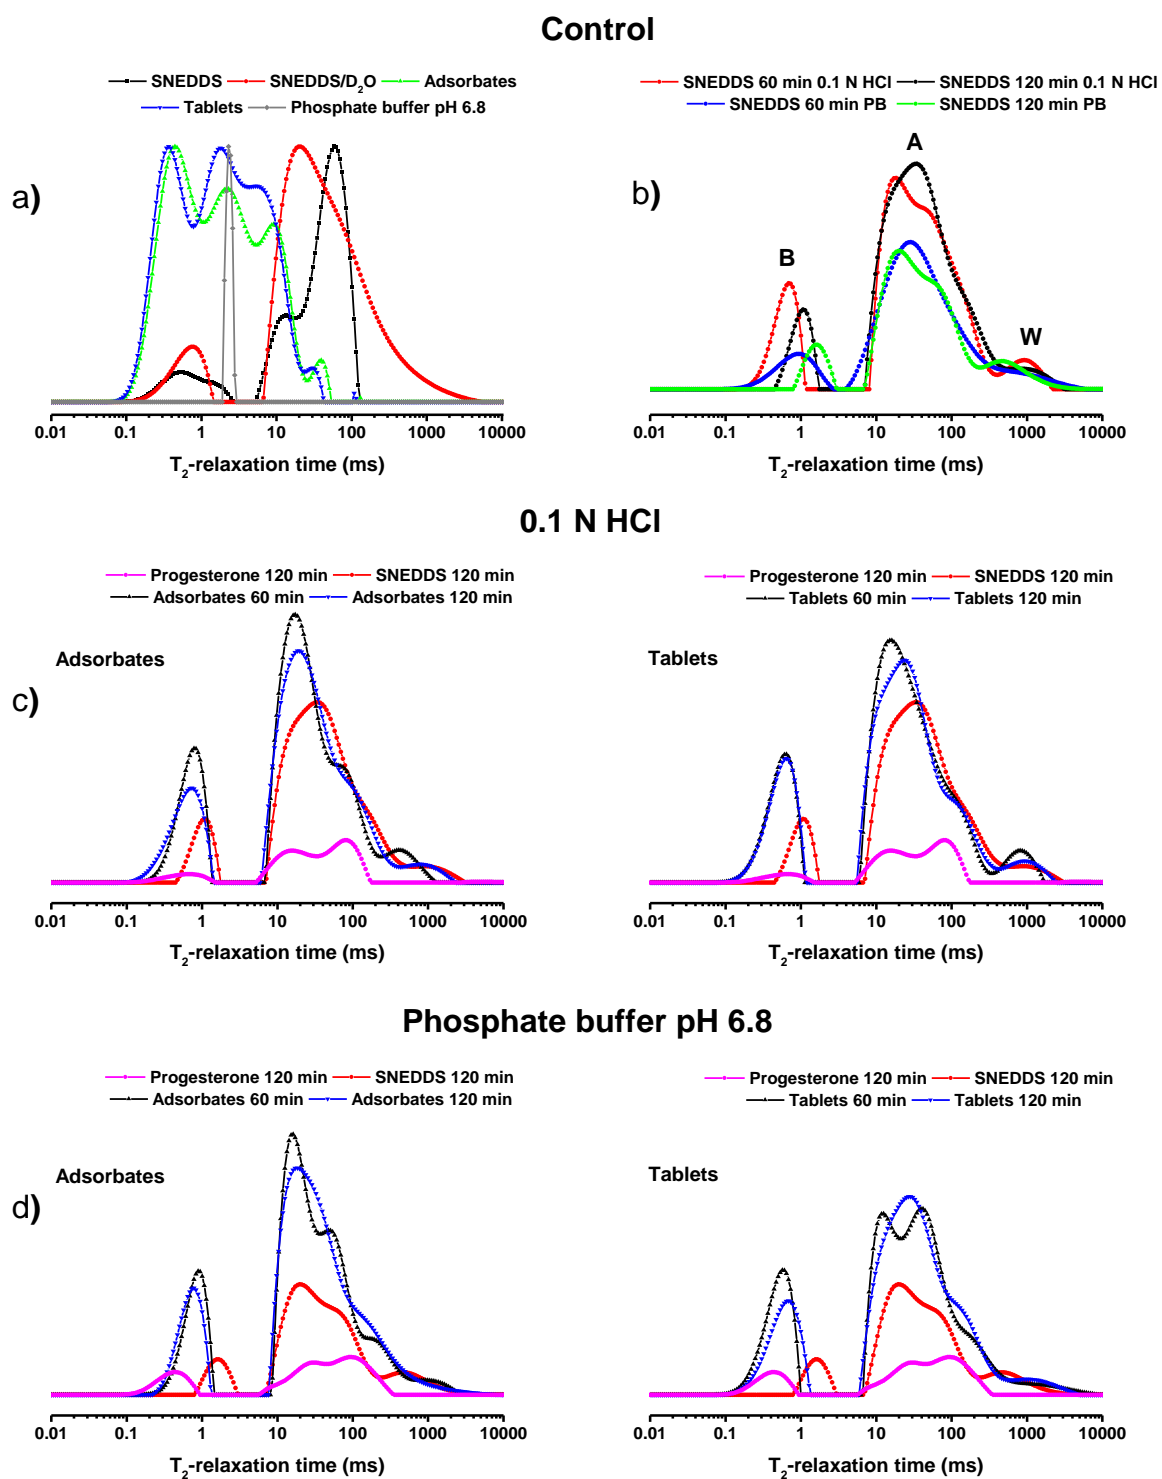 Control
a)
SNEDDS SNEDDS/D2O Adsorbates
Tablets Phosphate buffer pH 6.8
0.01 0.1 1 10 100 1000 10000
T2-relaxation time (ms)
b)
SNEDDS 60 min 0.1 N HCl SNEDDS 120 min 0.1 N HCl
SNEDDS 60 min PB SNEDDS 120 min PB
A
B
W
0.01 0.1 1 10 100 1000 10000
T2-relaxation time (ms)
0.1 N HCl
c)
Progesterone 120 min SNEDDS 120 min
Adsorbates 60 min Adsorbates 120 min
Adsorbates
0.01 0.1 1 10 100 1000 10000
T2-relaxation time (ms)
Progesterone 120 min SNEDDS 120 min
Tablets 60 min Tablets 120 min
Tablets
0.01 0.1 1 10 100 1000 10000
T2-relaxation time (ms)
Phosphate buffer pH 6.8
d)
Progesterone 120 min SNEDDS 120 min
Adsorbates 60 min Adsorbates 120 min
Adsorbates
0.01 0.1 1 10 100 1000 10000
T2-relaxation time (ms)
Progesterone 120 min SNEDDS 120 min
Tablets 60 min Tablets 120 min
Tablets
0.01 0.1 1 10 100 1000 10000
T2-relaxation time (ms)